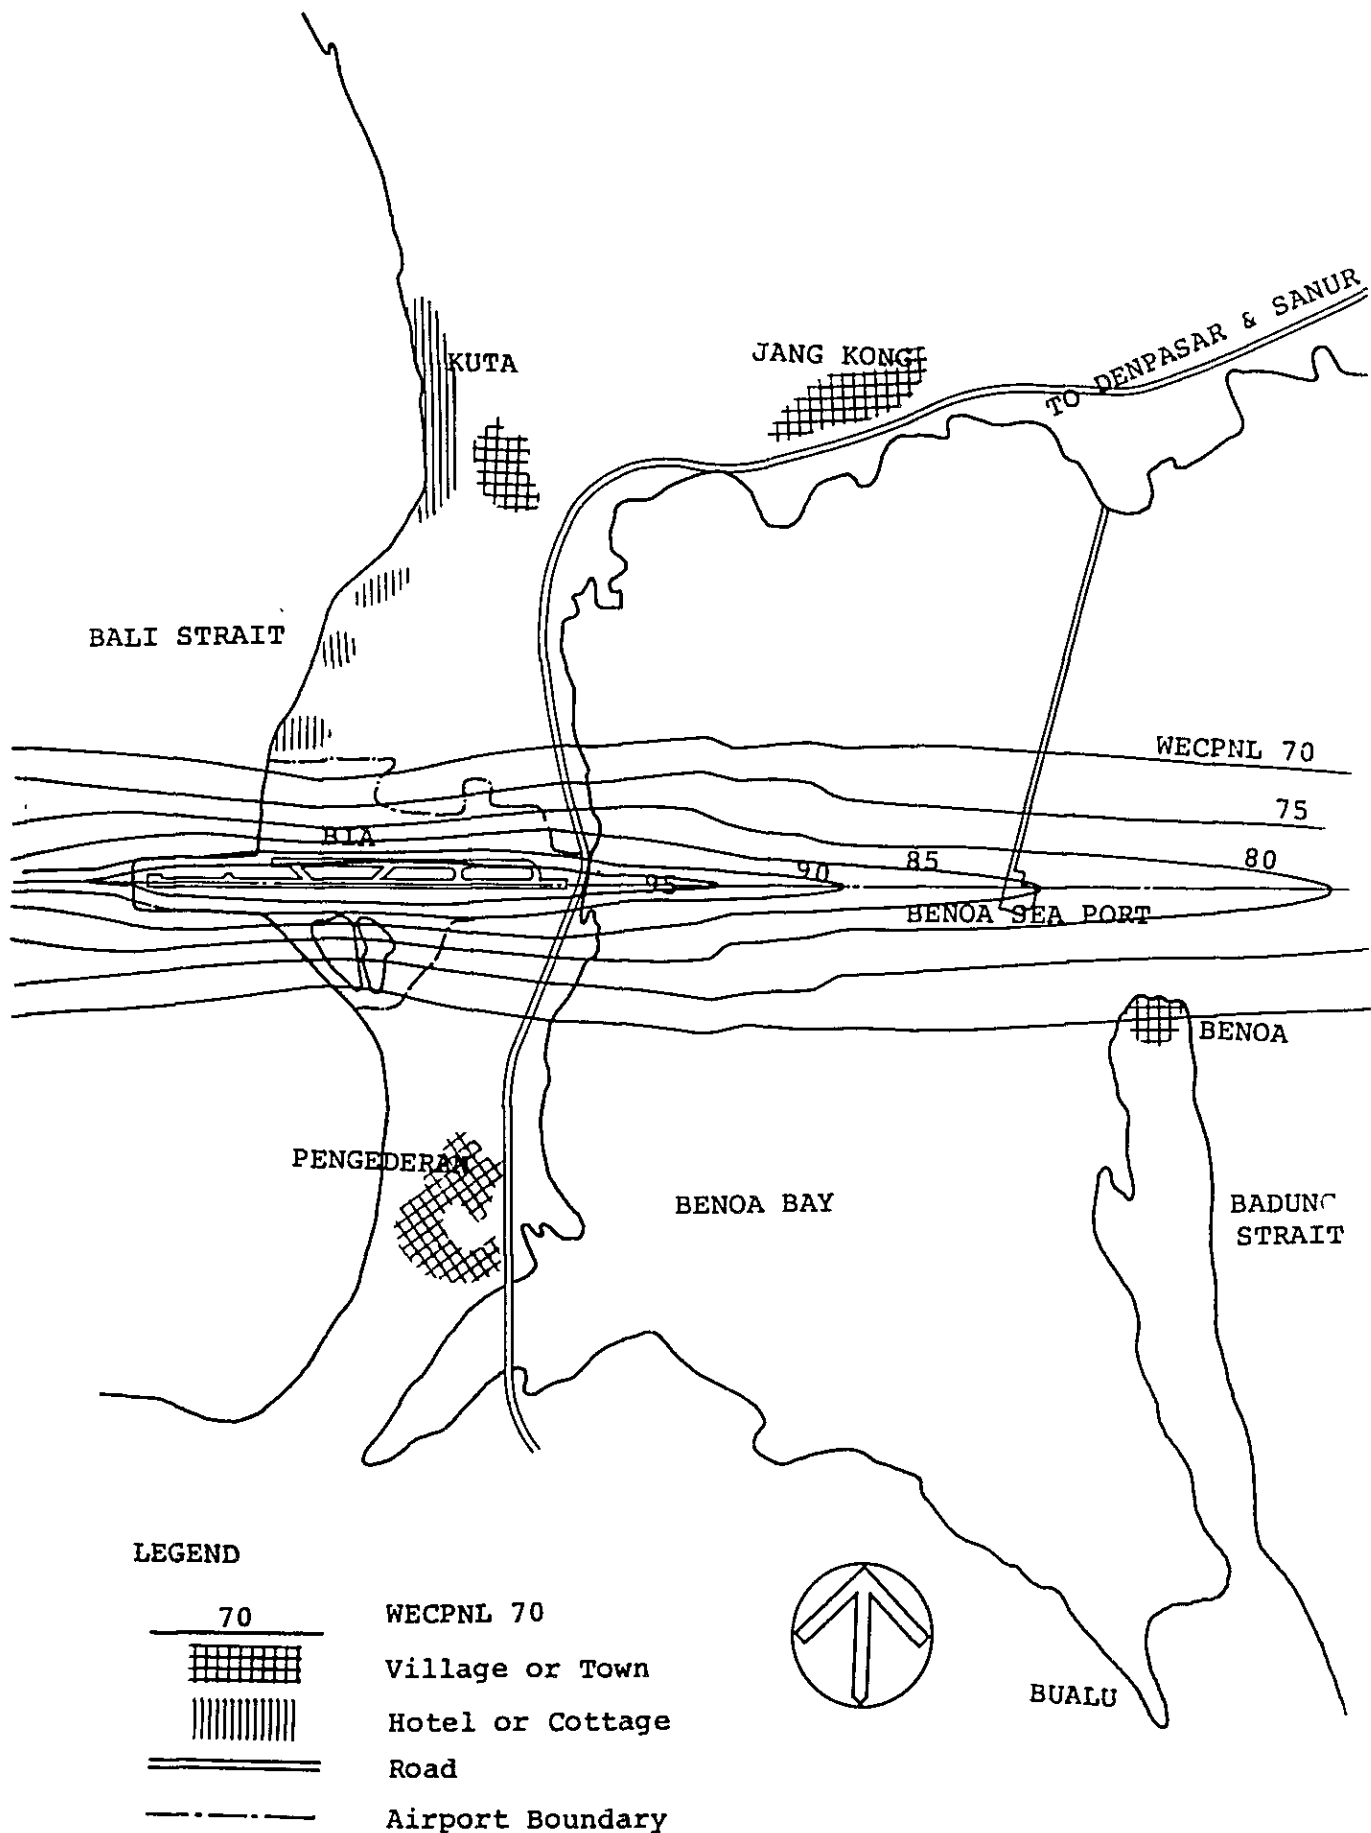 TO DENPASAR & SANUR
KUTA
JANG KONGI
BALI STRAIT
WECPNL 70
75
BIA
95
90
85
80
BENOA SEA PORT
BENOA
PENGEDERAN
BENOA BAY
BADUNG
STRAIT
BUALU
LEGEND
70 WECPNL 70
Village or Town
Hotel or Cottage
Road
Airport Boundary